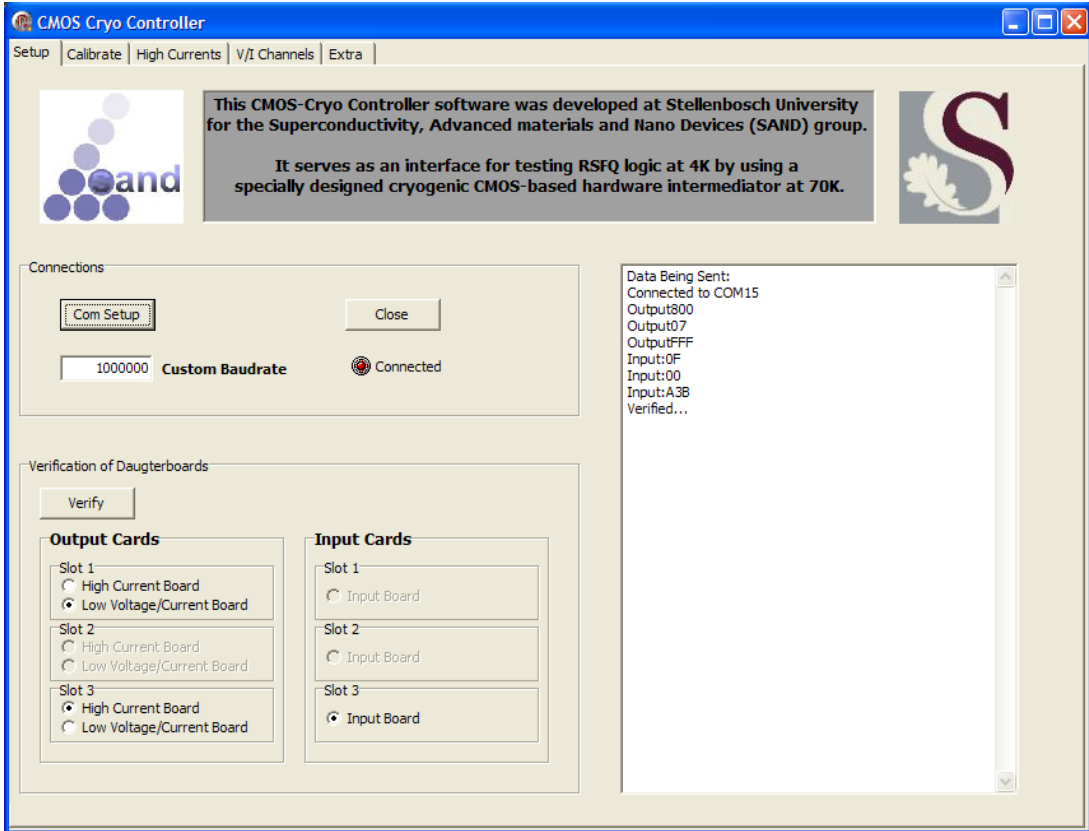 CMOS Cryo Controller
Setup Calibrate High Currents V/I Channels Extra
sand
This CMOS-Cryo Controller software was developed at Stellenbosch University
for the Superconductivity, Advanced materials and Nano Devices (SAND) group.
It serves as an interface for testing RSFQ logic at 4K by using a
specially designed cryogenic CMOS-based hardware intermediator at 70K.
S
Connections
Com Setup
Close
1000000 Custom Baudrate
Connected
Data Being Sent:
Connected to COM15
Output800
Output07
OutputFFF
Input:0F
Input:00
Input:A3B
Verified...
Verification of Daugterboards
Verify
Output Cards
Slot 1
High Current Board
Low Voltage/Current Board
Slot 2
High Current Board
Low Voltage/Current Board
Slot 3
High Current Board
Low Voltage/Current Board
Input Cards
Slot 1
Input Board
Slot 2
Input Board
Slot 3
Input Board